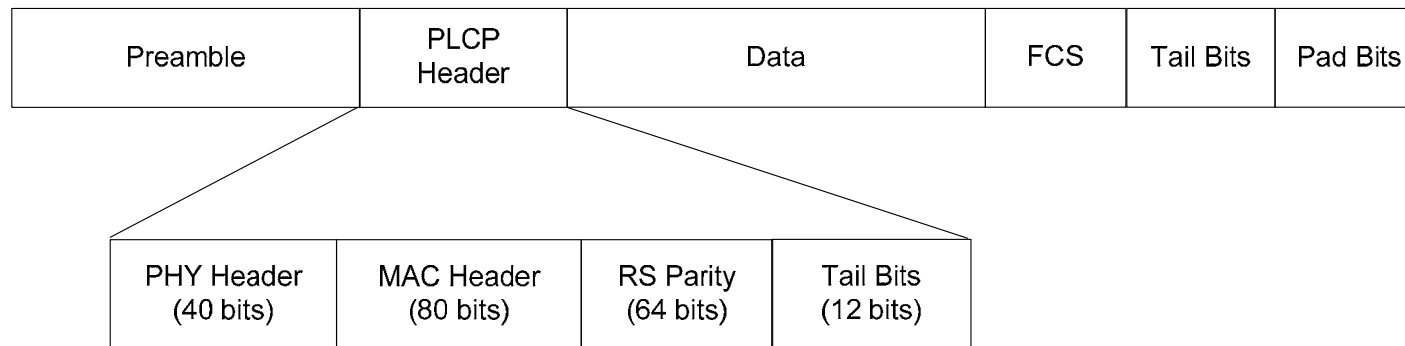 Preamble
PLCP
Header
Data
FCS
Tail Bits
Pad Bits
PHY Header
(40 bits)
MAC Header
(80 bits)
RS Parity
(64 bits)
Tail Bits
(12 bits)